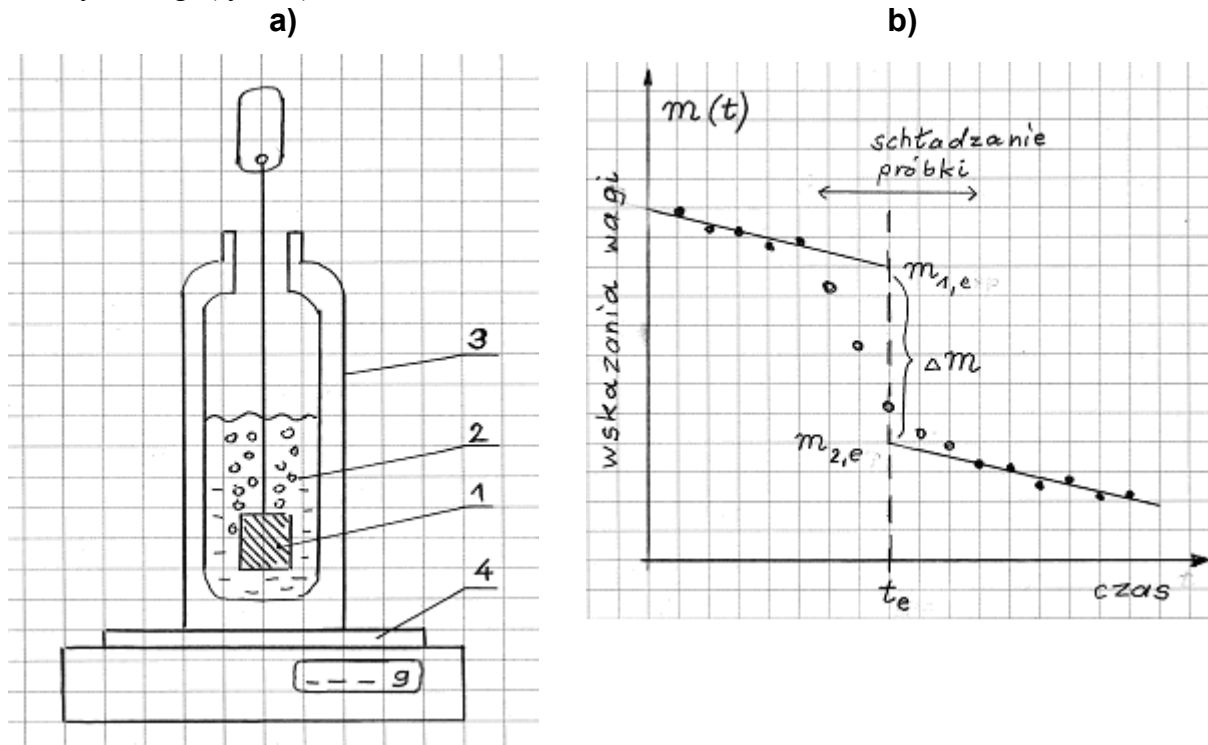 a)
b)
3
2
1
4
g
m(t)
schładzanie
próbki
wskazania wagi
m1,e
Δm
m2,e
te
czas